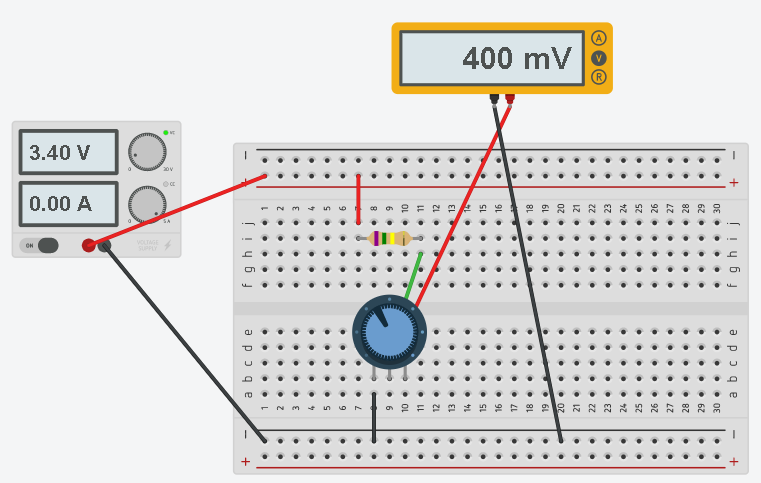 400 mV
A
V
R
3.40 V
VC
0 30 V
0.00 A
CC
0 5 A
ON
VOLTAGE
SUPPLY
− −
+ +
1 2 3 4 5 6 7 8 9 10 11 12 13 14 15 16 17 18 19 20 21 22 23 24 25 26 27 28 29 30
j j
i i
h h
g g
f f
e e
d d
c c
b b
a a
1 2 3 4 5 6 7 8 9 10 11 12 13 14 15 16 17 18 19 20 21 22 23 24 25 26 27 28 29 30
− −
+ +